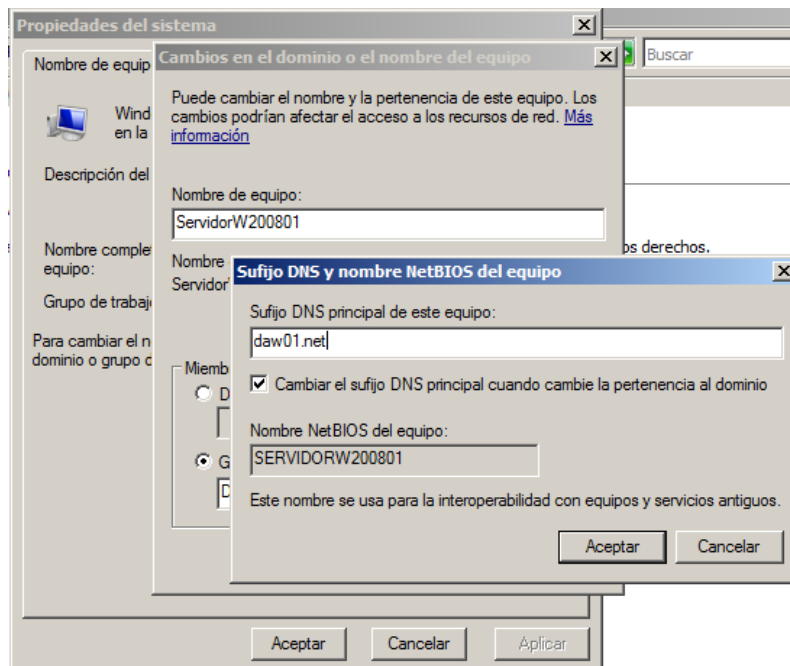 Propiedades del sistema
Cambios en el dominio o el nombre del equipo
Buscar
Nombre de equip
Puede cambiar el nombre y la pertenencia de este equipo. Los
cambios podrían afectar el acceso a los recursos de red. Más
información
Wind
en la
Descripción del
Nombre de equipo:
ServidorW200801
Nombre comple
equipo:
Nombre
Servidor
os derechos.
Grupo de trabaj
Para cambiar el n
dominio o grupo d
Miemb
D
G
D
Sufijo DNS y nombre NetBIOS del equipo
Sufijo DNS principal de este equipo:
daw01.net
Cambiar el sufijo DNS principal cuando cambie la pertenencia al dominio
Nombre NetBIOS del equipo:
SERVIDORW200801
Este nombre se usa para la interoperabilidad con equipos y servicios antiguos.
Aceptar Cancelar
Aceptar Cancelar Aplicar